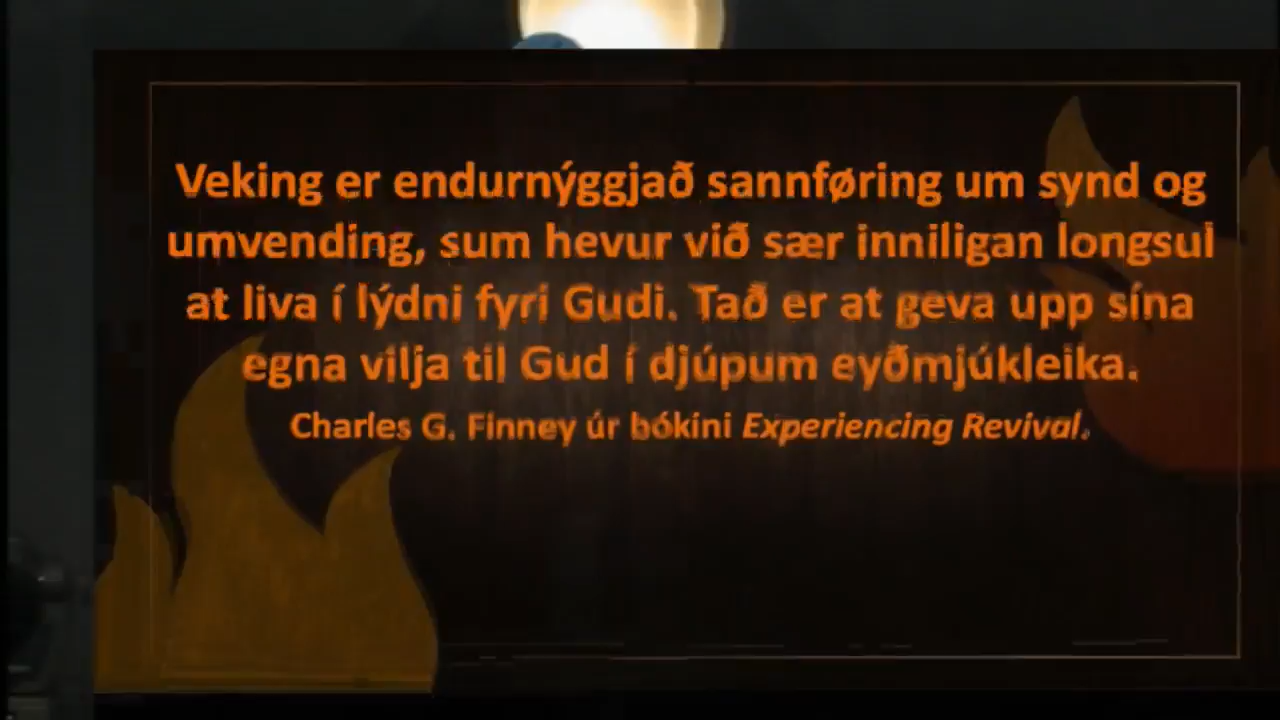 Veking er endurnýggjað sannføring um synd og
umvending, sum hevur við sær inniligan longsul
at liva í lýdni fyri Gudi. Tað er at geva upp sína
egna vilja til Gud í djúpum eyðmjúkleika.
Charles G. Finney úr bókini Experiencing Revival.